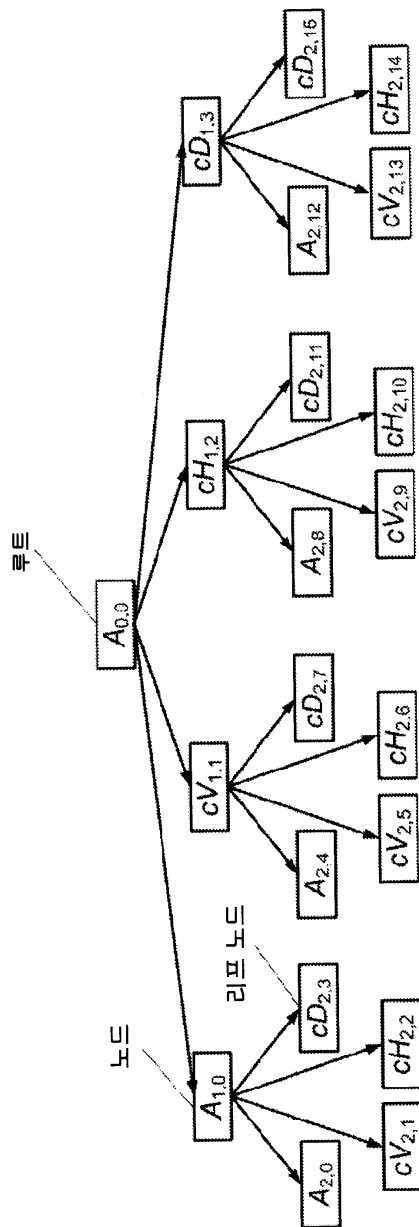 루트
A0,0
노드
A1,0
cV1,1
cH1,2
cD1,3
리프 노드
A2,0
cV2,1
cH2,2
cD2,3
A2,4
cV2,5
cH2,6
cD2,7
A2,8
cV2,9
cH2,10
cD2,11
A2,12
cV2,13
cH2,14
cD2,15